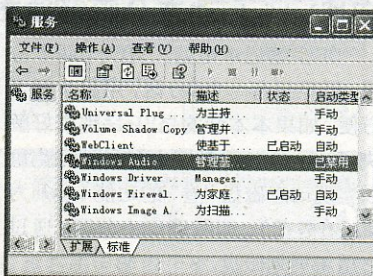 服务
文件(F) 操作(A) 查看(V) 帮助(H)
服务
名称 描述 状态 启动类型
Universal Plug ... 为主持... 手动
Volume Shadow Copy 管理并... 手动
WebClient 使基于 ... 已启动 自动
Windows Audio 管理基... 已禁用
Windows Driver ... Manages... 手动
Windows Firewal... 为家庭... 已启动 自动
Windows Image A... 为扫描... 手动
扩展 标准